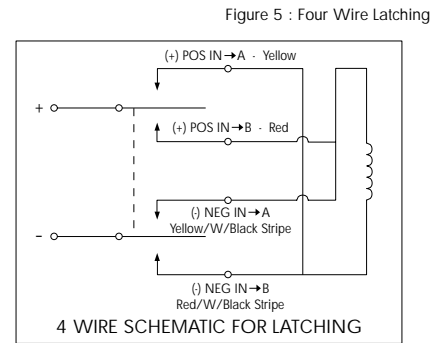 Figure 5 : Four Wire Latching
(+) POS IN→A - Yellow
+
(+) POS IN→B - Red
(-) NEG IN→A
Yellow/W/Black Stripe
-
(-) NEG IN→B
Red/W/Black Stripe
4 WIRE SCHEMATIC FOR LATCHING